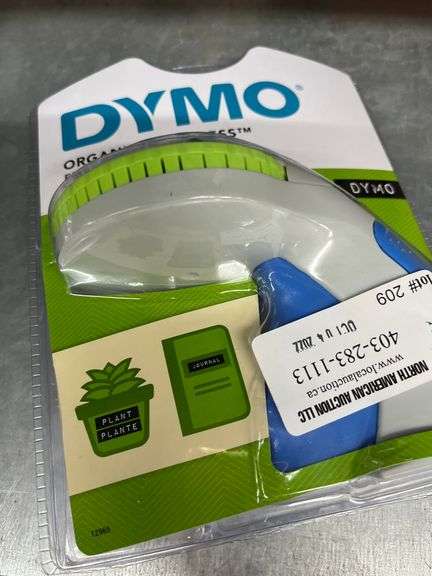 DYMO®
ORGAN ESS™
DYMO
JOURNAL
PLANT
PLANTE
12965
lot# 209
OCT 0 4 2022
403-283-1113
www.localauction.ca
NORTH AMERICAN AUCTION LLC